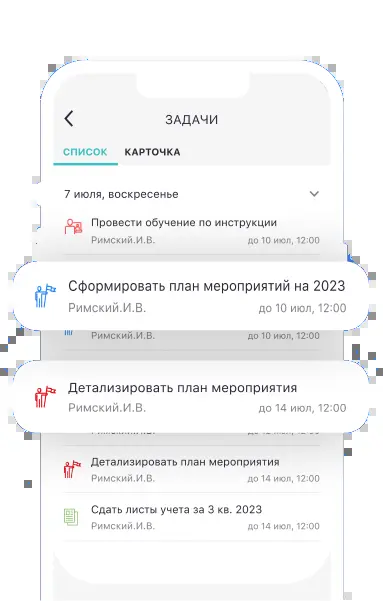 ЗАДАЧИ
СПИСОК КАРТОЧКА
7 июля, воскресенье
Провести обучение по инструкции
Римский.И.В. до 10 июл, 12:00
Сформировать план мероприятий на 2023
Римский.И.В. до 10 июл, 12:00
Римский.И.В. до 10 июл, 12:00
Детализировать план мероприятия
Римский.И.В. до 14 июл, 12:00
Детализировать план мероприятия
Римский.И.В. до 14 июл, 12:00
Сдать листы учета за 3 кв. 2023
Римский.И.В. до 14 июл, 12:00